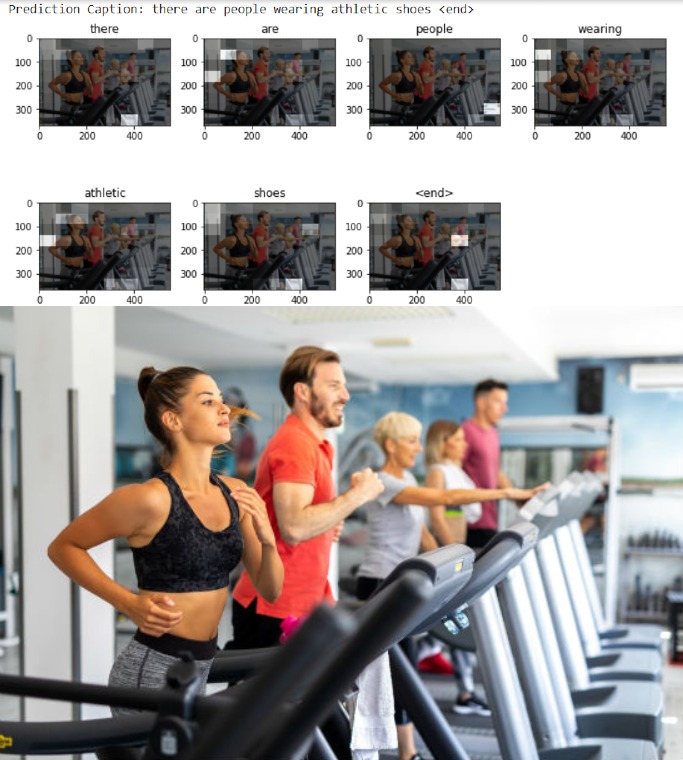 Prediction Caption: there are people wearing athletic shoes <end>
there are people wearing
0 0 0 0
100 100 100 100
200 200 200 200
300 300 300 300
0 200 400 0 200 400 0 200 400 0 200 400
athletic shoes <end>
0 0 0
100 100 100
200 200 200
300 300 300
0 200 400 0 200 400 0 200 400